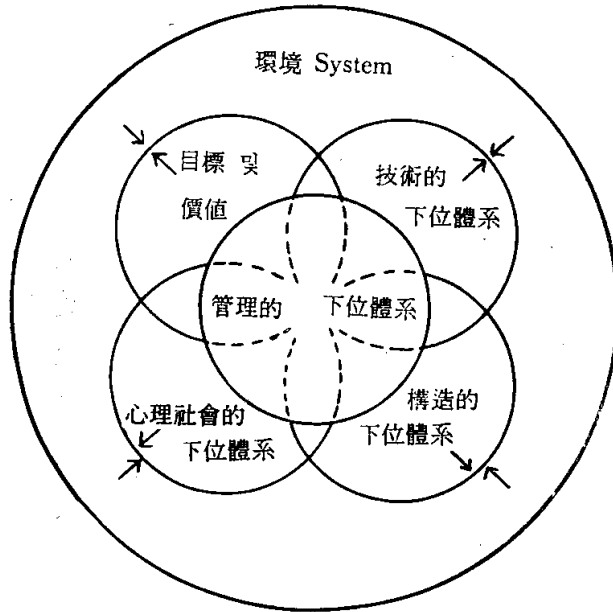 環境 System
目標 및
價値
技術的
下位體系
管理的 下位體系
心理社會的
下位體系
構造的
下位體系